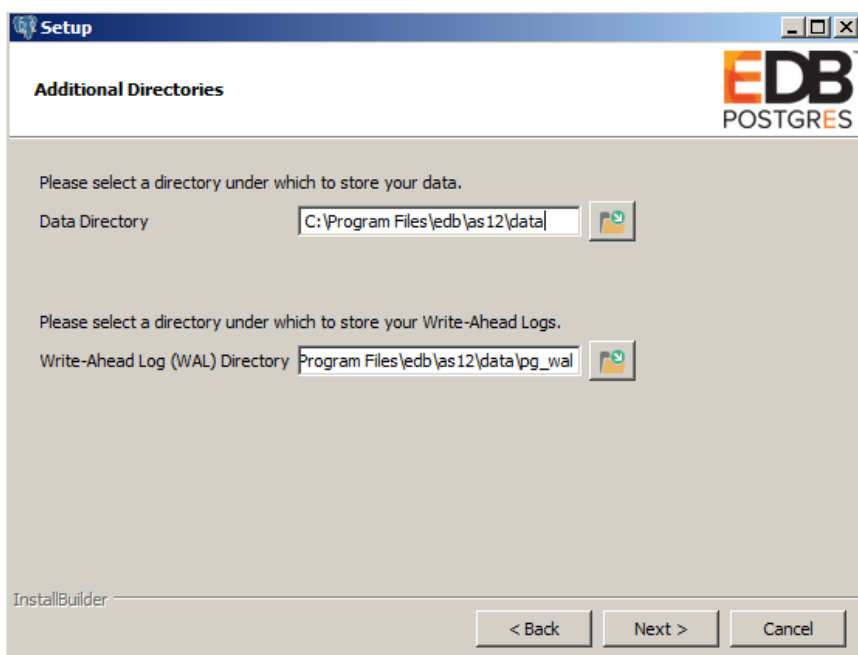 Setup
Additional Directories
EDB
POSTGRES
Please select a directory under which to store your data.
Data Directory C:\Program Files\edb\as12\data
Please select a directory under which to store your Write-Ahead Logs.
Write-Ahead Log (WAL) Directory Program Files\edb\as12\data\pg_wal
InstallBuilder
< Back Next > Cancel